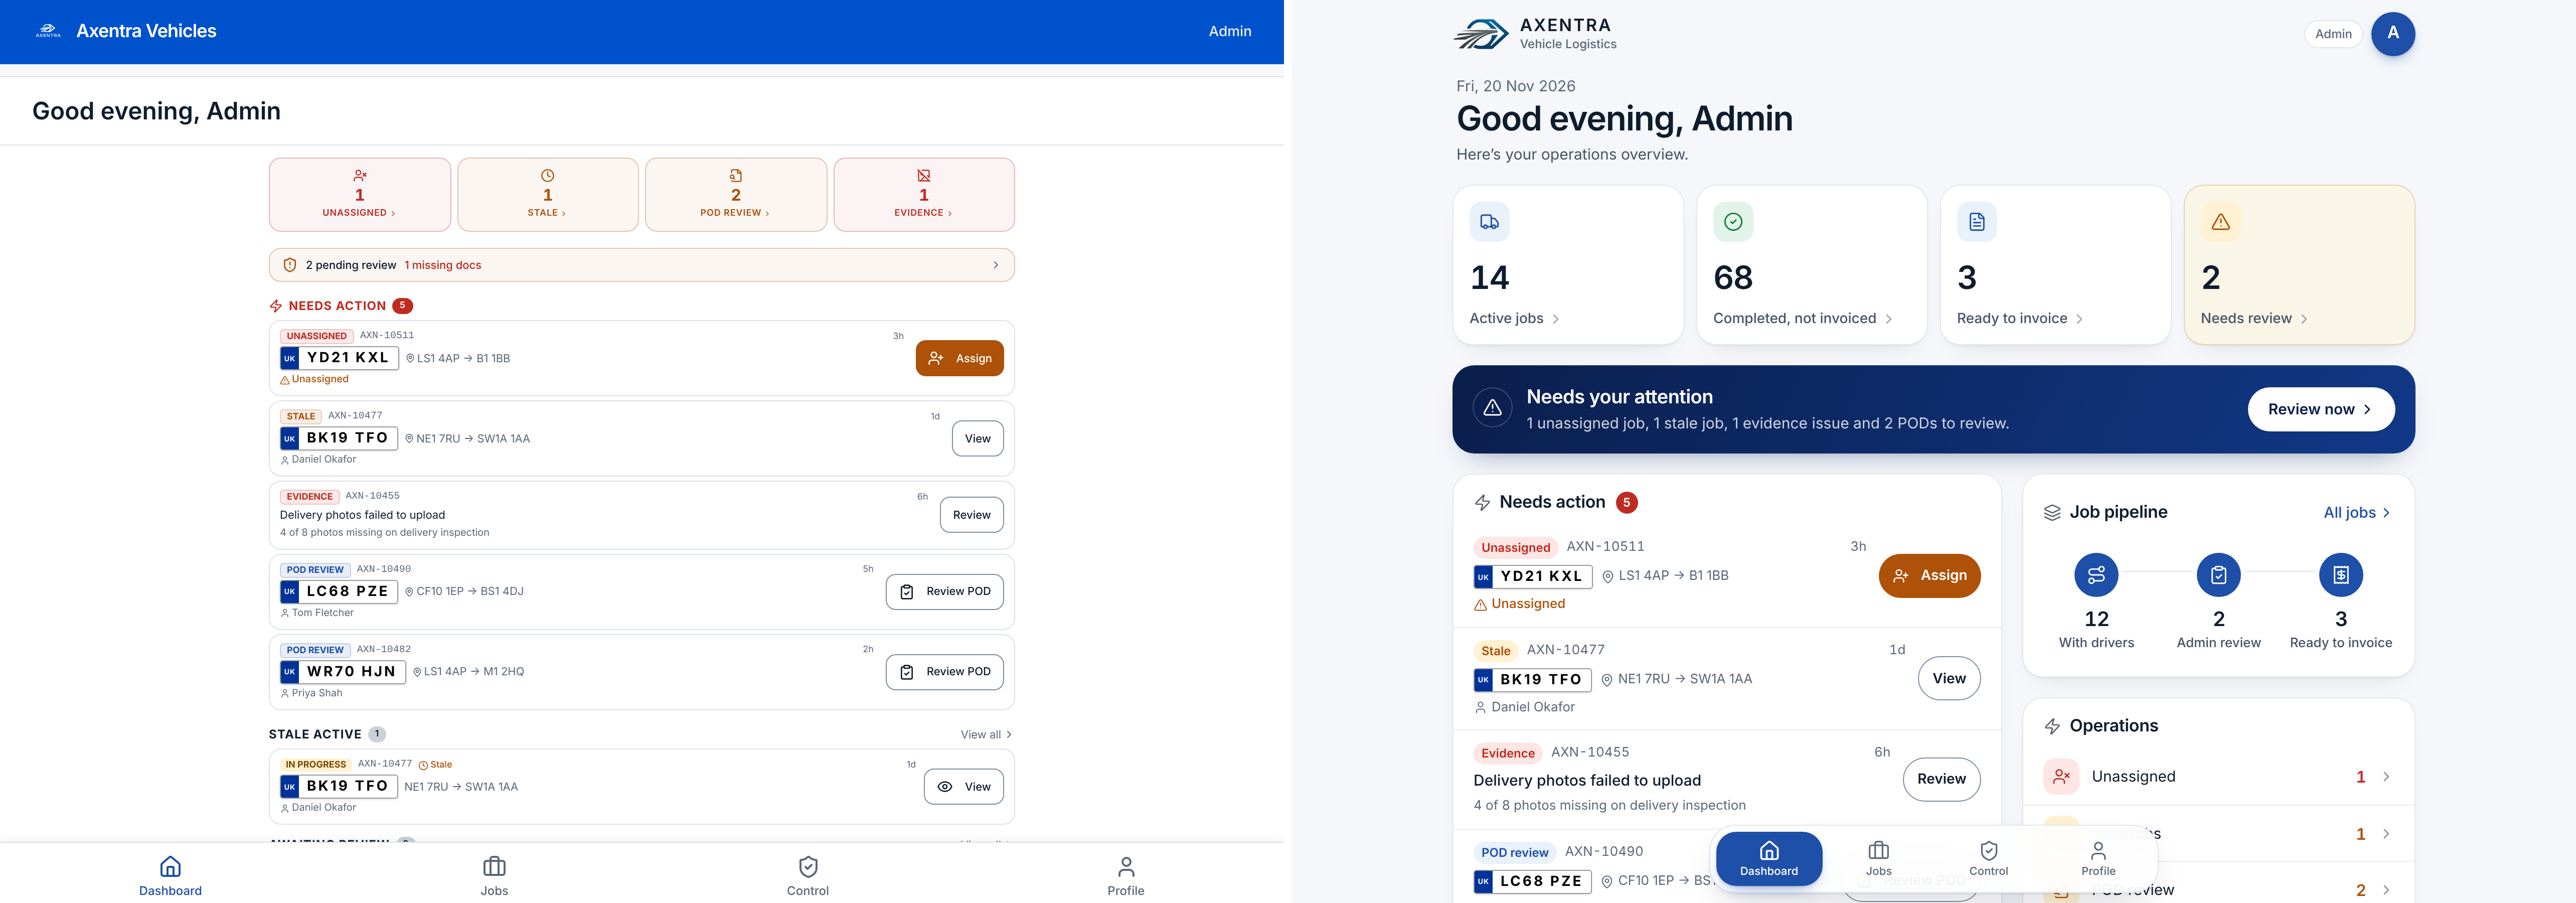 AXENTRA
Axentra Vehicles
Admin
Good evening, Admin
1
UNASSIGNED
1
STALE
2
POD REVIEW
1
EVIDENCE
2 pending review 1 missing docs
NEEDS ACTION 5
UNASSIGNED AXN-10511 3h
UK YD21 KXL LS1 4AP → B1 1BB
Unassigned
Assign
STALE AXN-10477 1d
UK BK19 TFO NE1 7RU → SW1A 1AA
Daniel Okafor
View
EVIDENCE AXN-10455 6h
Delivery photos failed to upload
4 of 8 photos missing on delivery inspection
Review
POD REVIEW AXN-10490 5h
UK LC68 PZE CF10 1EP → BS1 4DJ
Tom Fletcher
Review POD
POD REVIEW AXN-10482 2h
UK WR70 HJN LS1 4AP → M1 2HQ
Priya Shah
Review POD
STALE ACTIVE 1
View all
IN PROGRESS AXN-10477 Stale 1d
UK BK19 TFO NE1 7RU → SW1A 1AA
Daniel Okafor
View
Dashboard
Jobs
Control
Profile
AXENTRA
Vehicle Logistics
Admin
A
Fri, 20 Nov 2026
Good evening, Admin
Here's your operations overview.
14
Active jobs
68
Completed, not invoiced
3
Ready to invoice
2
Needs review
Needs your attention
1 unassigned job, 1 stale job, 1 evidence issue and 2 PODs to review.
Review now
Needs action 5
Unassigned AXN-10511 3h
UK YD21 KXL LS1 4AP → B1 1BB
Unassigned
Assign
Stale AXN-10477 1d
UK BK19 TFO NE1 7RU → SW1A 1AA
Daniel Okafor
View
Evidence AXN-10455 6h
Delivery photos failed to upload
4 of 8 photos missing on delivery inspection
Review
POD review AXN-10490
UK LC68 PZE CF10 1EP →
Job pipeline
All jobs
12
With drivers
2
Admin review
3
Ready to invoice
Operations
Unassigned 1
1
POD review 2
Dashboard
Jobs
Control
Profile